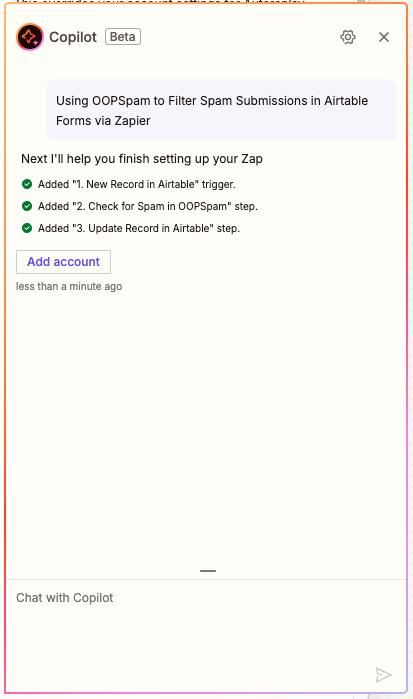 Copilot Beta
Using OOPSpam to Filter Spam Submissions in Airtable
Forms via Zapier
Next I'll help you finish setting up your Zap
Added "1. New Record in Airtable" trigger.
Added "2. Check for Spam in OOPSpam" step.
Added "3. Update Record in Airtable" step.
Add account
less than a minute ago
Chat with Copilot